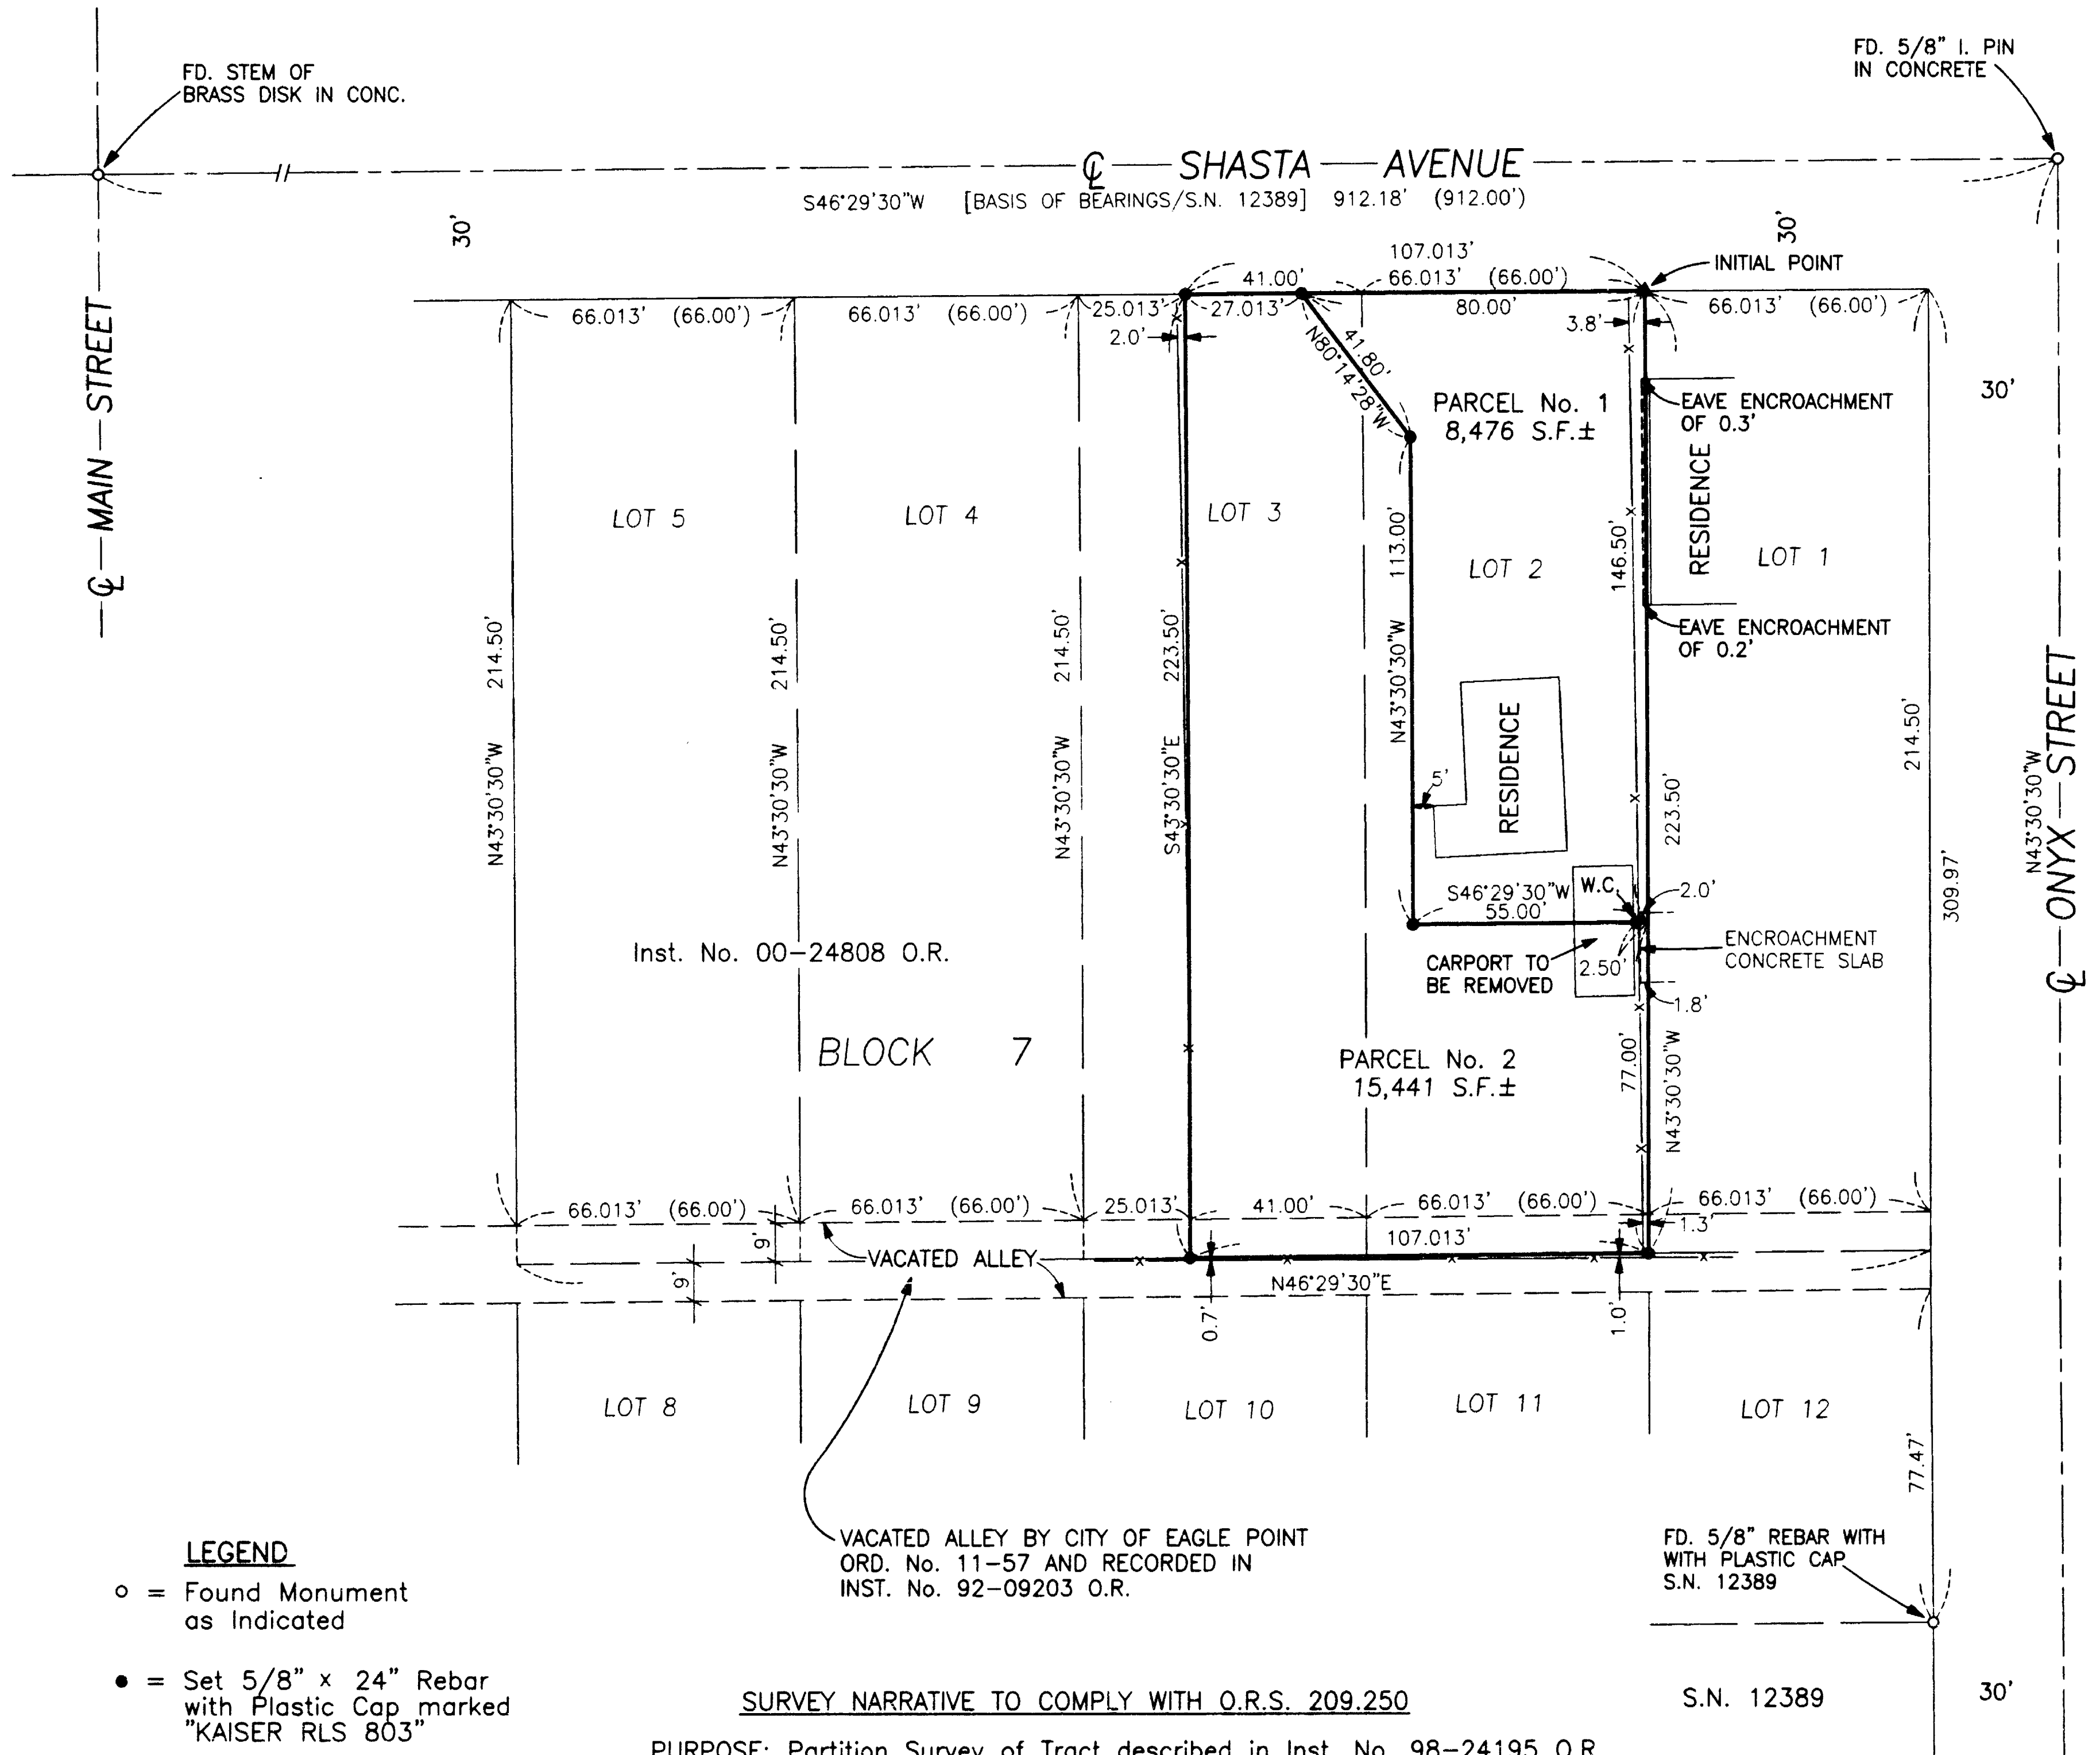 FD. STEM OF
BRASS DISK IN CONC.
FD. 5/8" I. PIN
IN CONCRETE
℄ SHASTA AVENUE
S46°29'30"W [BASIS OF BEARINGS/S.N. 12389] 912.18' (912.00')
30'
30'
107.013'
INITIAL POINT
41.00' 66.013' (66.00')
66.013' (66.00') 66.013' (66.00') 25.013' 27.013' 80.00' 66.013' (66.00')
2.0' 3.8'
℄ MAIN STREET
41.80'
N80°14'28"W
30'
PARCEL No. 1
8,476 S.F.±
EAVE ENCROACHMENT
OF 0.3'
RESIDENCE
LOT 5 LOT 4 LOT 3 LOT 2 LOT 1
113.00'
N43°30'30"W
146.50'
EAVE ENCROACHMENT
OF 0.2'
214.50'
N43°30'30"W
214.50'
N43°30'30"W
214.50'
N43°30'30"W
223.50'
S43°30'30"E
RESIDENCE
5'
223.50'
N43°30'30"W
214.50'
309.97'
N43°30'30"W
℄ ONYX STREET
S46°29'30"W
55.00'
W.C.
2.0'
ENCROACHMENT
CONCRETE SLAB
CARPORT TO
BE REMOVED
2.50'
1.8'
77.00'
Inst. No. 00-24808 O.R.
BLOCK 7
PARCEL No. 2
15,441 S.F.±
66.013' (66.00') 66.013' (66.00') 25.013' 41.00' 66.013' (66.00') 66.013' (66.00')
1.3'
107.013'
9'
9'
VACATED ALLEY
N46°29'30"E
0.7'
1.0'
LOT 8 LOT 9 LOT 10 LOT 11 LOT 12
77.47'
VACATED ALLEY BY CITY OF EAGLE POINT
ORD. No. 11-57 AND RECORDED IN
INST. No. 92-09203 O.R.
FD. 5/8" REBAR WITH
WITH PLASTIC CAP
S.N. 12389
LEGEND
○ = Found Monument
as Indicated
● = Set 5/8" x 24" Rebar
with Plastic Cap marked
"KAISER RLS 803"
S.N. 12389
30'
SURVEY NARRATIVE TO COMPLY WITH O.R.S. 209.250
PURPOSE: Partition Survey of Tract described in Inst. No. 98-24195 O.R.